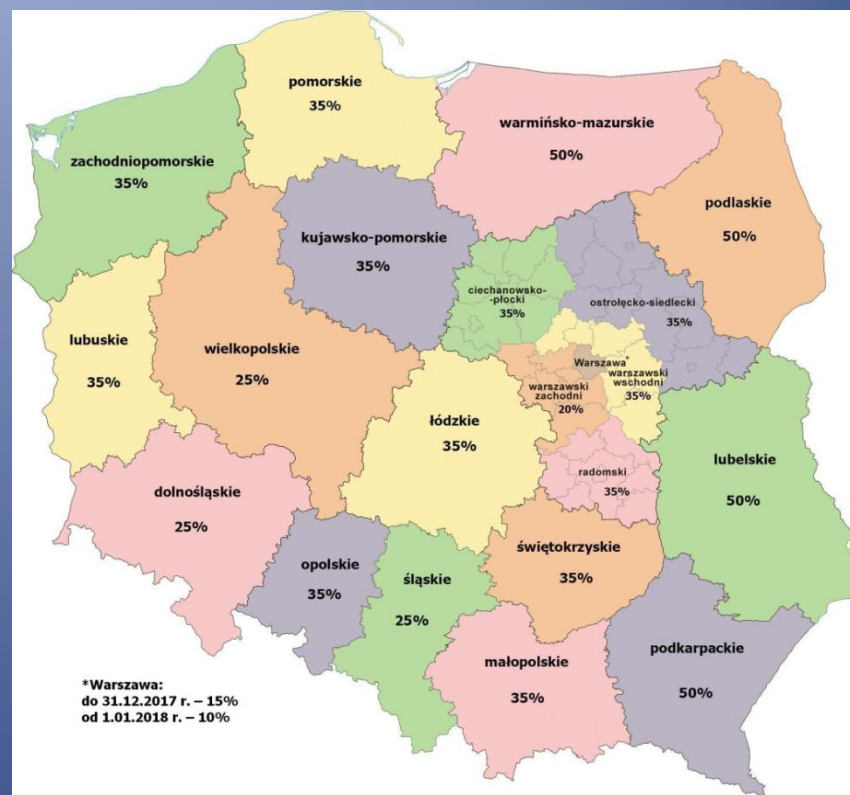 pomorskie
35%
warmińsko-mazurskie
50%
zachodniopomorskie
35%
podlaskie
50%
kujawsko-pomorskie
35%
ciechanowsko-
-płocki
35%
ostrołęcko-siedlecki
35%
lubuskie
35%
wielkopolskie
25%
Warszawa*
warszawski
wschodni
35%
warszawski
zachodni
20%
łódzkie
35%
radomski
35%
lubelskie
50%
dolnośląskie
25%
opolskie
35%
śląskie
25%
świętokrzyskie
35%
małopolskie
35%
podkarpackie
50%
*Warszawa:
do 31.12.2017 r. – 15%
od 1.01.2018 r. – 10%